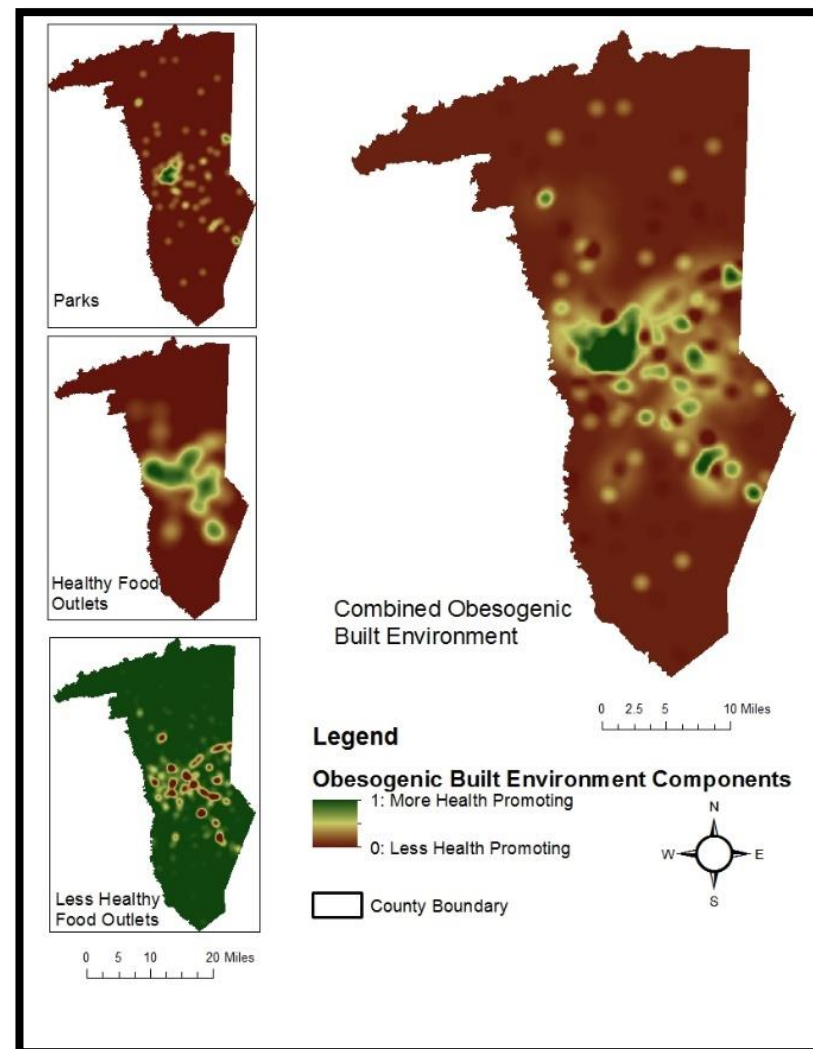 Parks
Healthy Food
Outlets
Less Healthy
Food Outlets
0 5 10 20 Miles
Combined Obesogenic
Built Environment
0 2.5 5 10 Miles
Legend
Obesogenic Built Environment Components
1: More Health Promoting
0: Less Health Promoting
County Boundary
N
W E
S